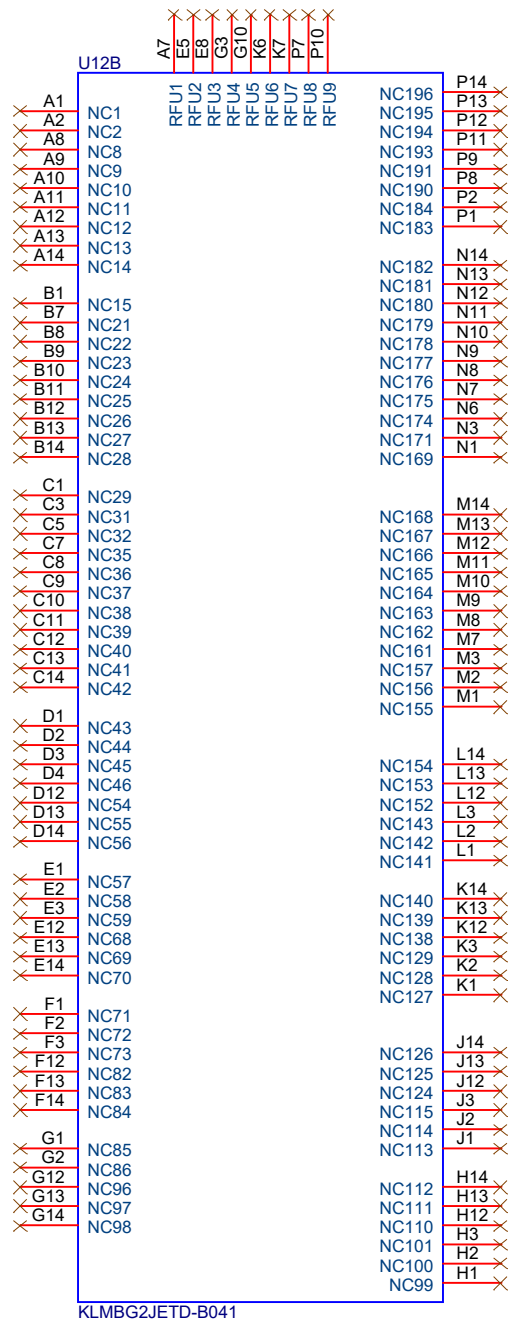 U12B
A7 RFU1
E5 RFU2
E8 RFU3
G3 RFU4
G10 RFU5
K6 RFU6
K7 RFU7
P7 RFU8
P10 RFU9
A1 NC1
A2 NC2
A8 NC8
A9 NC9
A10 NC10
A11 NC11
A12 NC12
A13 NC13
A14 NC14
B1 NC15
B7 NC21
B8 NC22
B9 NC23
B10 NC24
B11 NC25
B12 NC26
B13 NC27
B14 NC28
C1 NC29
C3 NC31
C5 NC32
C7 NC35
C8 NC36
C9 NC37
C10 NC38
C11 NC39
C12 NC40
C13 NC41
C14 NC42
D1 NC43
D2 NC44
D3 NC45
D4 NC46
D12 NC54
D13 NC55
D14 NC56
E1 NC57
E2 NC58
E3 NC59
E12 NC68
E13 NC69
E14 NC70
F1 NC71
F2 NC72
F3 NC73
F12 NC82
F13 NC83
F14 NC84
G1 NC85
G2 NC86
G12 NC96
G13 NC97
G14 NC98
NC196 P14
NC195 P13
NC194 P12
NC193 P11
NC191 P9
NC190 P8
NC184 P2
NC183 P1
NC182 N14
NC181 N13
NC180 N12
NC179 N11
NC178 N10
NC177 N9
NC176 N8
NC175 N7
NC174 N6
NC171 N3
NC169 N1
NC168 M14
NC167 M13
NC166 M12
NC165 M11
NC164 M10
NC163 M9
NC162 M8
NC161 M7
NC157 M3
NC156 M2
NC155 M1
NC154 L14
NC153 L13
NC152 L12
NC143 L3
NC142 L2
NC141 L1
NC140 K14
NC139 K13
NC138 K12
NC129 K3
NC128 K2
NC127 K1
NC126 J14
NC125 J13
NC124 J12
NC115 J3
NC114 J2
NC113 J1
NC112 H14
NC111 H13
NC110 H12
NC101 H3
NC100 H2
NC99 H1
KLMBG2JETD-B041